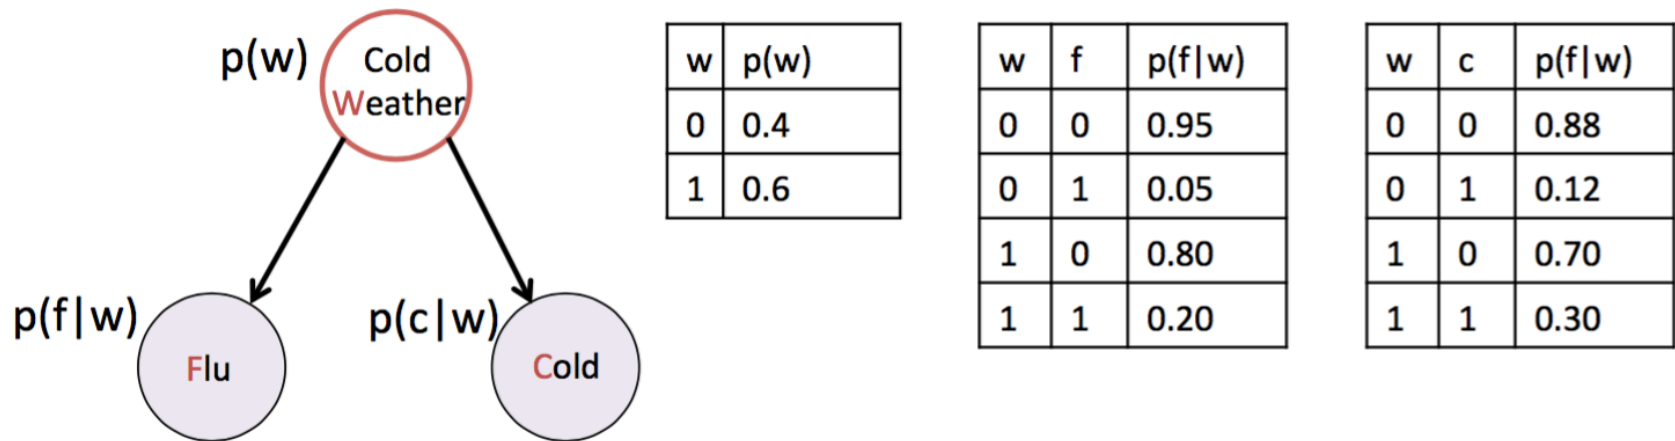 p(w)
Cold
Weather
p(f|w)
Flu
p(c|w)
Cold
w p(w)
0 0.4
1 0.6
w f p(f|w)
0 0 0.95
0 1 0.05
1 0 0.80
1 1 0.20
w c p(f|w)
0 0 0.88
0 1 0.12
1 0 0.70
1 1 0.30